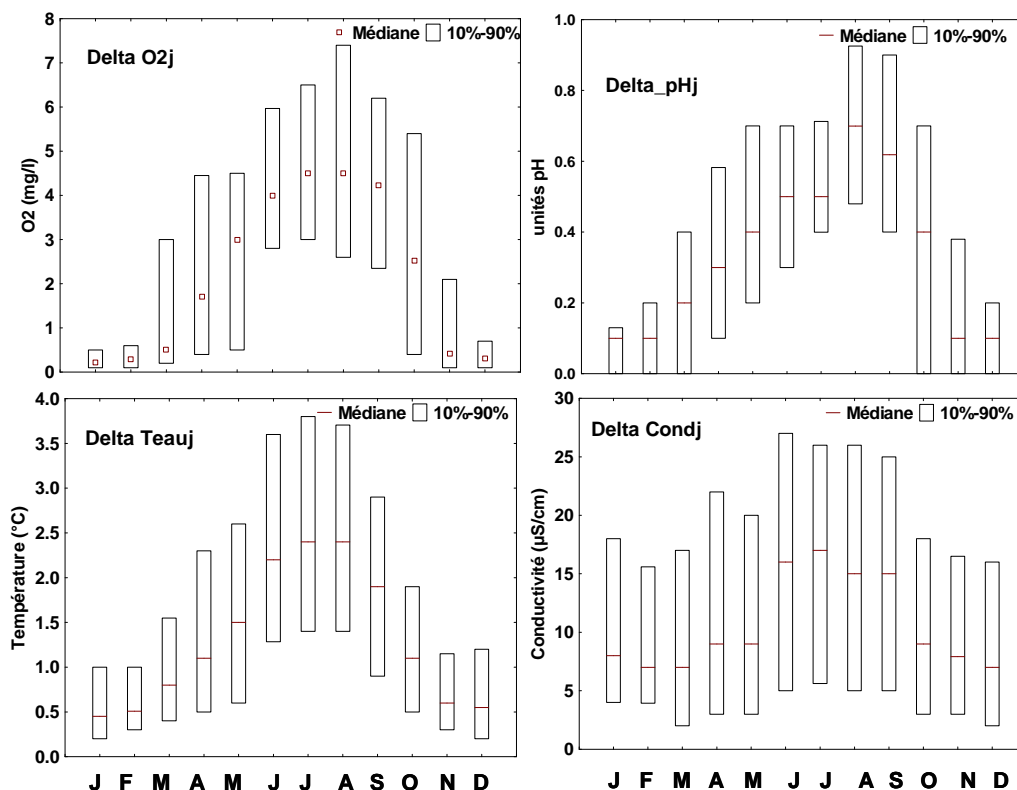 Delta O2j
Médiane 10%-90%
O2 (mg/l)
8
7
6
5
4
3
2
1
0
Delta_pHj
Médiane 10%-90%
unités pH
1.0
0.8
0.6
0.4
0.2
0.0
Delta Teauj
Médiane 10%-90%
Température (°C)
4.0
3.5
3.0
2.5
2.0
1.5
1.0
0.5
0.0
J F M A M J J A S O N D
Delta Condj
Médiane 10%-90%
Conductivité (µS/cm)
30
25
20
15
10
5
0
J F M A M J J A S O N D